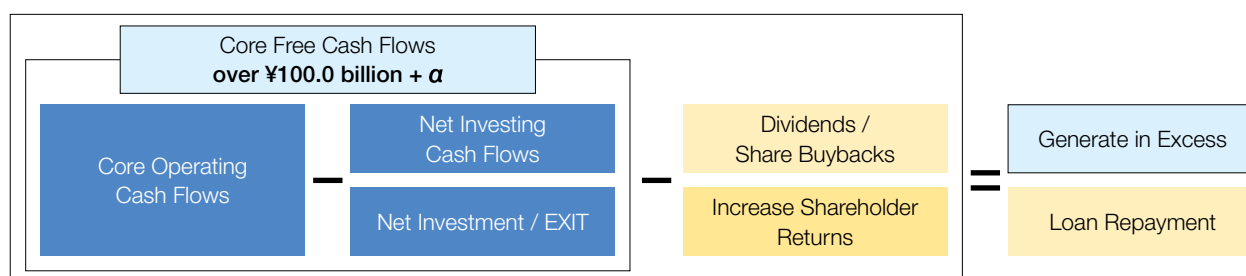 Core Free Cash Flows
over ¥100.0 billion + α
Core Operating
Cash Flows
−
Net Investing
Cash Flows
Net Investment / EXIT
−
Dividends /
Share Buybacks
Increase Shareholder
Returns
=
Generate in Excess
Loan Repayment